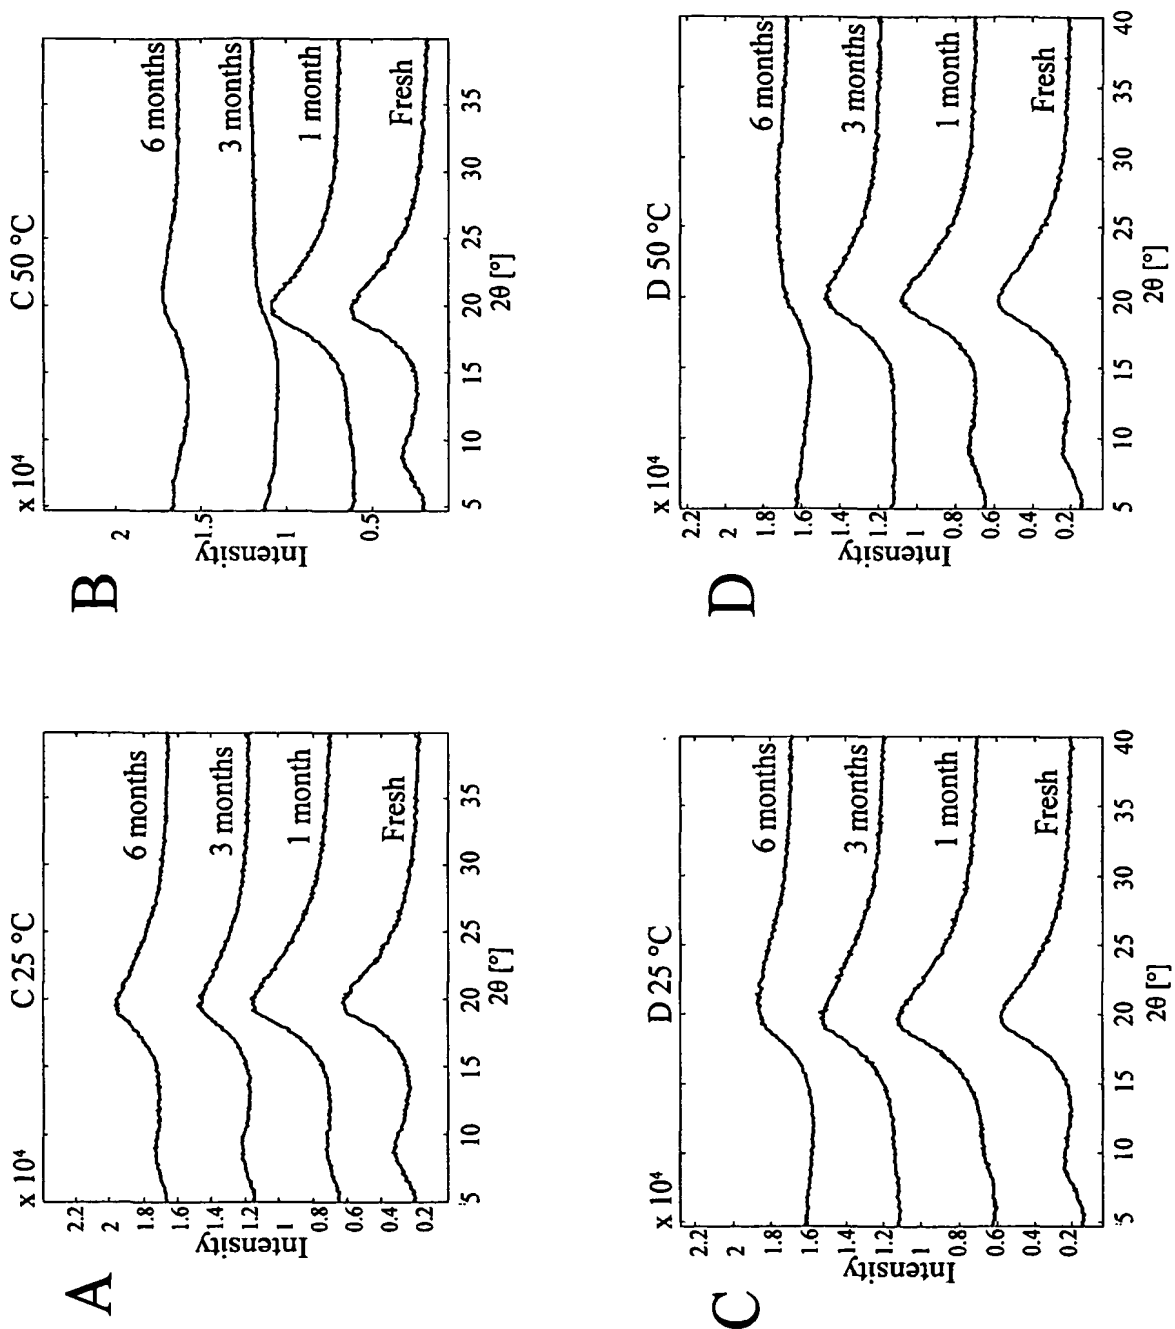 A
C 25 °C
x 10⁴
2.2
2
1.8
1.6
1.4
1.2
1
0.8
0.6
0.4
0.2
Intensity
6 months
3 months
1 month
Fresh
5 10 15 20 25 30 35
2θ [°]
B
C 50 °C
x 10⁴
2
1.5
1
0.5
Intensity
6 months
3 months
1 month
Fresh
5 10 15 20 25 30 35
2θ [°]
C
D 25 °C
x 10⁴
2.2
2
1.8
1.6
1.4
1.2
1
0.8
0.6
0.4
0.2
Intensity
6 months
3 months
1 month
Fresh
5 10 15 20 25 30 40
2θ [°]
D
D 50 °C
x 10⁴
2.2
2
1.8
1.6
1.4
1.2
1
0.8
0.6
0.4
0.2
Intensity
6 months
3 months
1 month
Fresh
5 10 15 20 25 30 35 40
2θ [°]